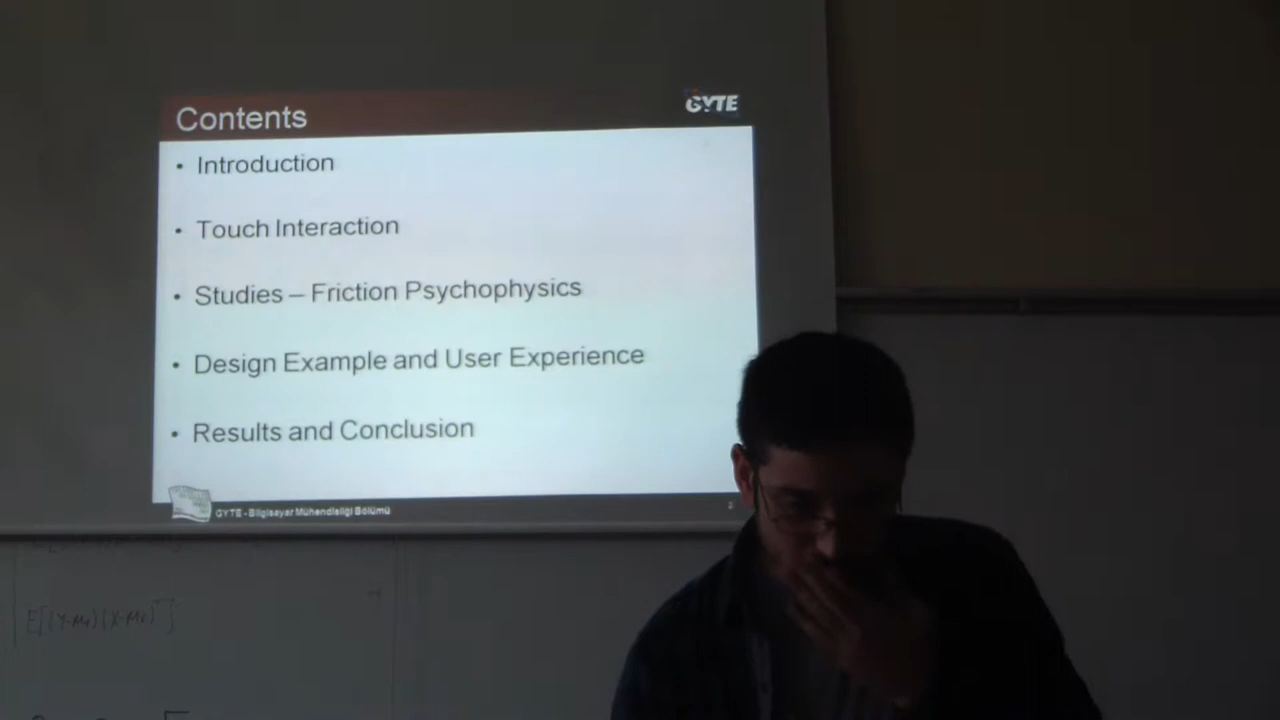 Contents
GYTE
• Introduction
• Touch Interaction
• Studies – Friction Psychophysics
• Design Example and User Experience
• Results and Conclusion
GYTE - Bilgisayar Mühendisliği Bölümü
2